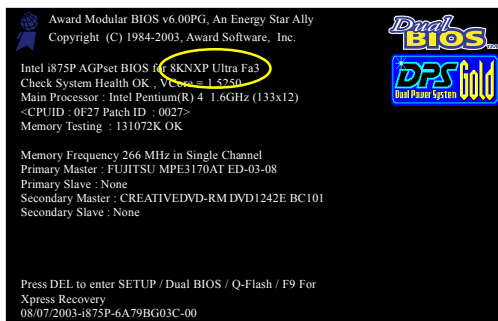 Award Modular BIOS v6.00PG, An Energy Star Ally
Copyright (C) 1984-2003, Award Software, Inc.
Dual
BIOS
TM
Intel i875P AGPset BIOS for 8KNXP Ultra Fa3
Check System Health OK , VCore = 1.5250
Main Processor : Intel Pentium(R) 4 1.6GHz (133x12)
<CPUID : 0F27 Patch ID : 0027>
Memory Testing : 131072K OK
DPS Gold
Dual Power System
Memory Frequency 266 MHz in Single Channel
Primary Master : FUJITSU MPE3170AT ED-03-08
Primary Slave : None
Secondary Master : CREATIVEDVD-RM DVD1242E BC101
Secondary Slave : None
Press DEL to enter SETUP / Dual BIOS / Q-Flash / F9 For
Xpress Recovery
08/07/2003-i875P-6A79BG03C-00